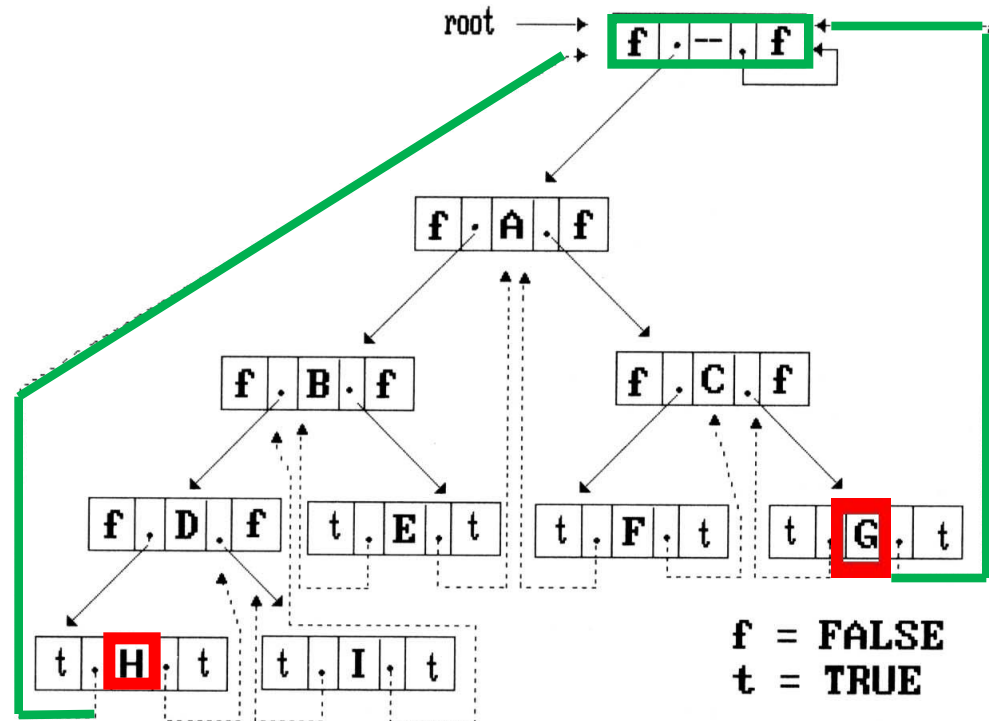 root
f . -- . f
f . A . f
f . B . f
f . C . f
f . D . f
t . E . t
t . F . t
t . G . t
t . H . t
t . I . t
f = FALSE
t = TRUE